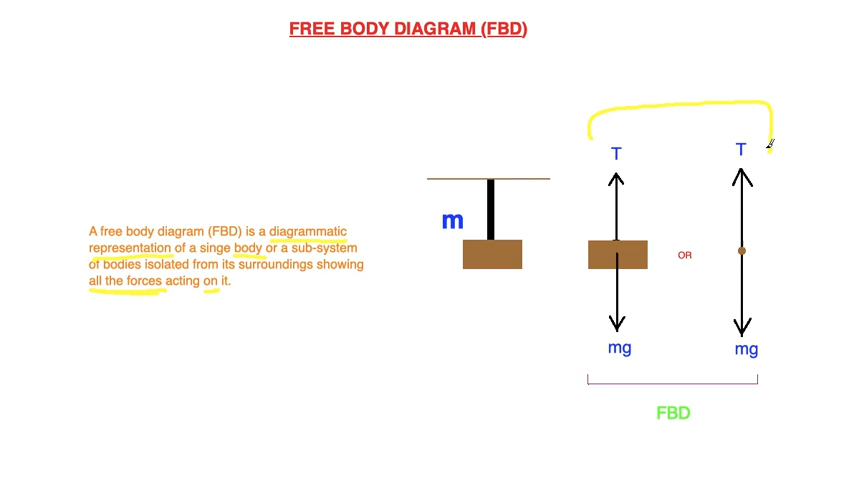 FREE BODY DIAGRAM (FBD)
T
T
m
A free body diagram (FBD) is a diagrammatic
representation of a singe body or a sub-system
of bodies isolated from its surroundings showing
all the forces acting on it.
OR
mg
mg
FBD